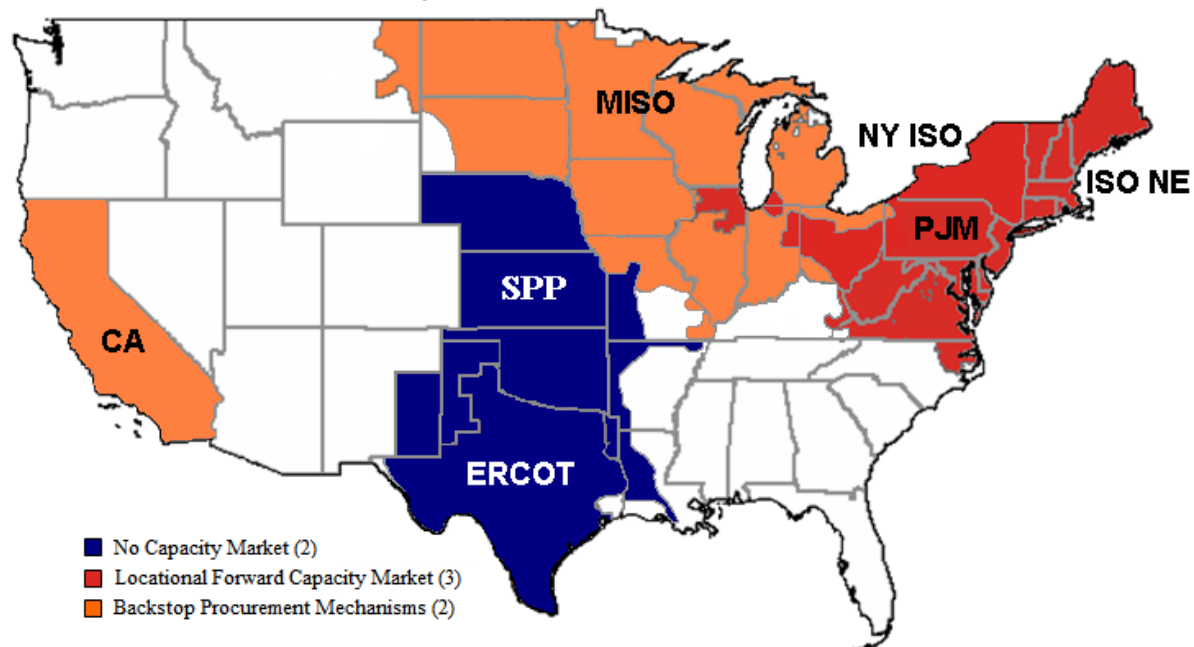 MISO
NY ISO
ISO NE
PJM
SPP
CA
ERCOT
No Capacity Market (2)
Locational Forward Capacity Market (3)
Backstop Procurement Mechanisms (2)